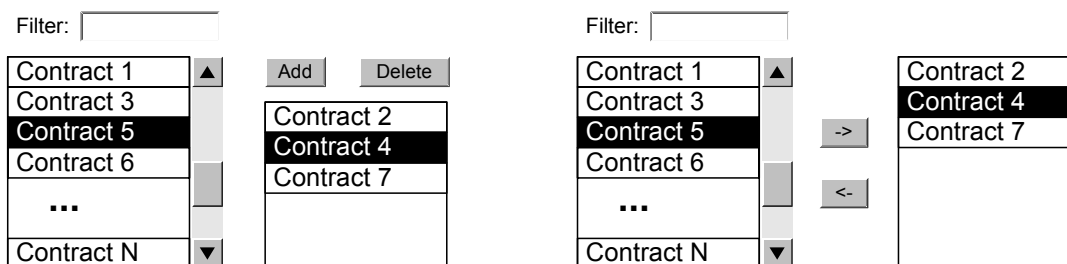 Filter:
Contract 1
Contract 3
Contract 5
Contract 6
...
Contract N
Add Delete
Contract 2
Contract 4
Contract 7
Filter:
Contract 1
Contract 3
Contract 5
Contract 6
...
Contract N
->
<-
Contract 2
Contract 4
Contract 7